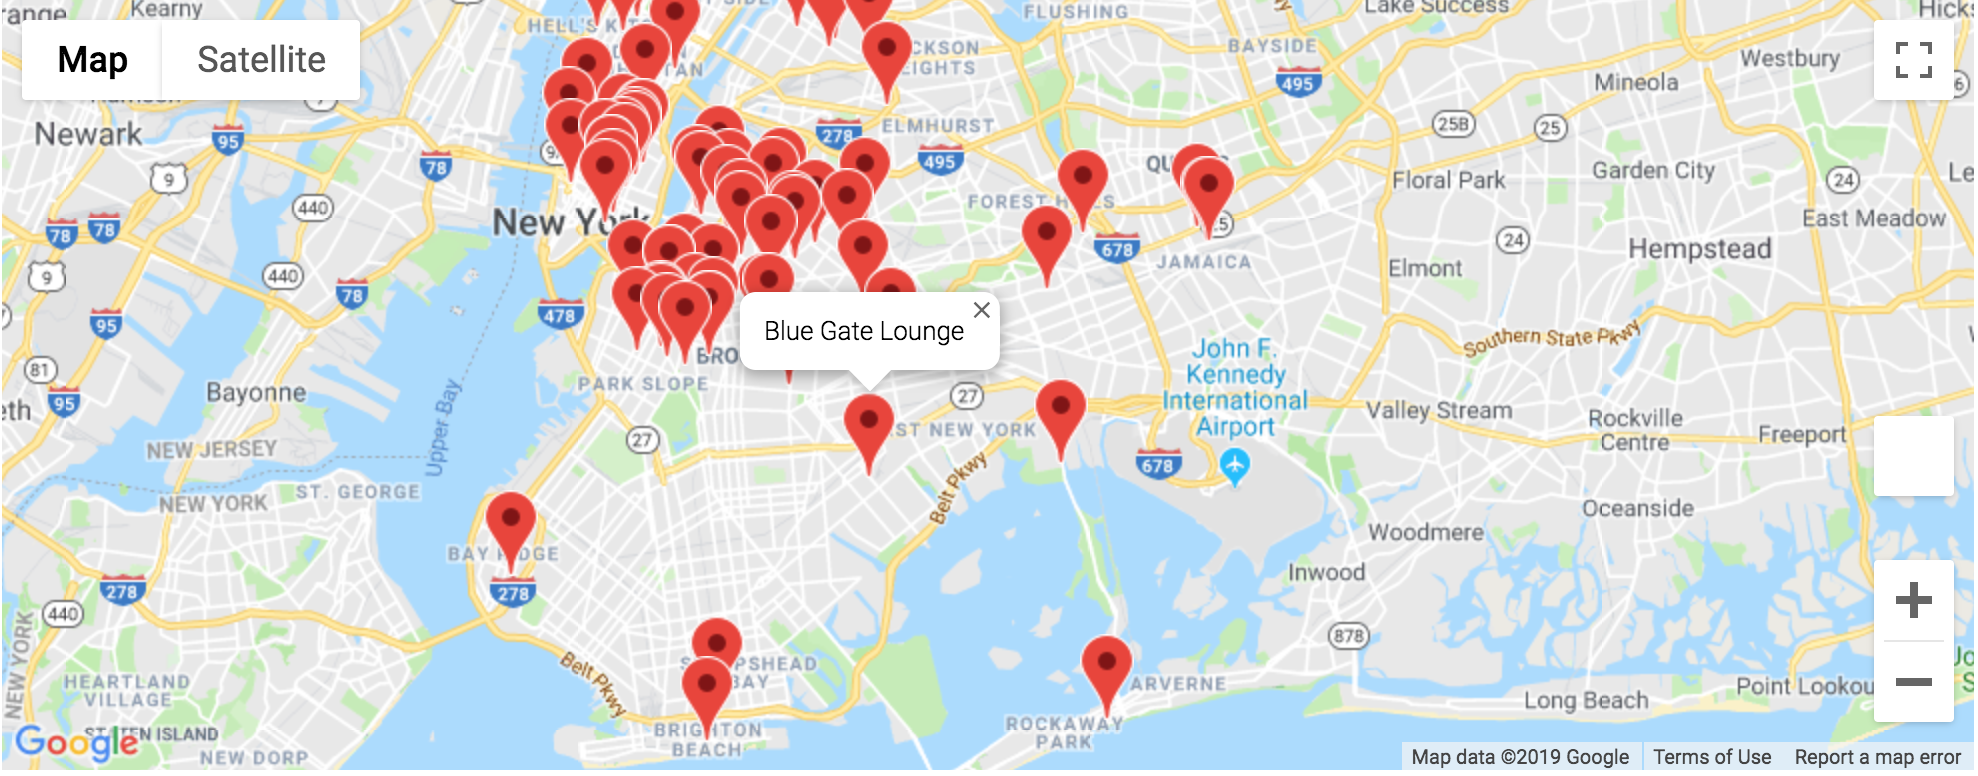 Kearny
Lake Success
FLUSHING
Map
Satellite
BAYSIDE
Westbury
Mineola
495
Newark
95
278
ELMHURST
495
25B
25
78
9
QU
Garden City
Floral Park
24
440
FOREST H LS
East Meadow
New York
78
78
678
24
Hempstead
JAMAICA
Elmont
9
440
78
95
478
Blue Gate Lounge
Southern State Pkwy
John F.
Kennedy
International
Airport
81
BRO
PARK SLOPE
Bayonne
95
27
Valley Stream
Rockville
Centre
Freeport
Upper Bay
27
ST NEW YORK
NEW JERSEY
678
ST. GEORGE
NEW YORK
Belt Pkwy
Oceanside
Woodmere
BAY RIDGE
Inwood
278
278
440
878
NEW YORK
Belt Pkwy
S PSHEAD
BAY
HEARTLAND
VILLAGE
ARVERNE
Point Lookou
Long Beach
ROCKAWAY
PARK
BRIGHTON
BEACH
Google
ST TEN ISLAND
NEW DORP
Map data ©2019 Google
Terms of Use
Report a map error